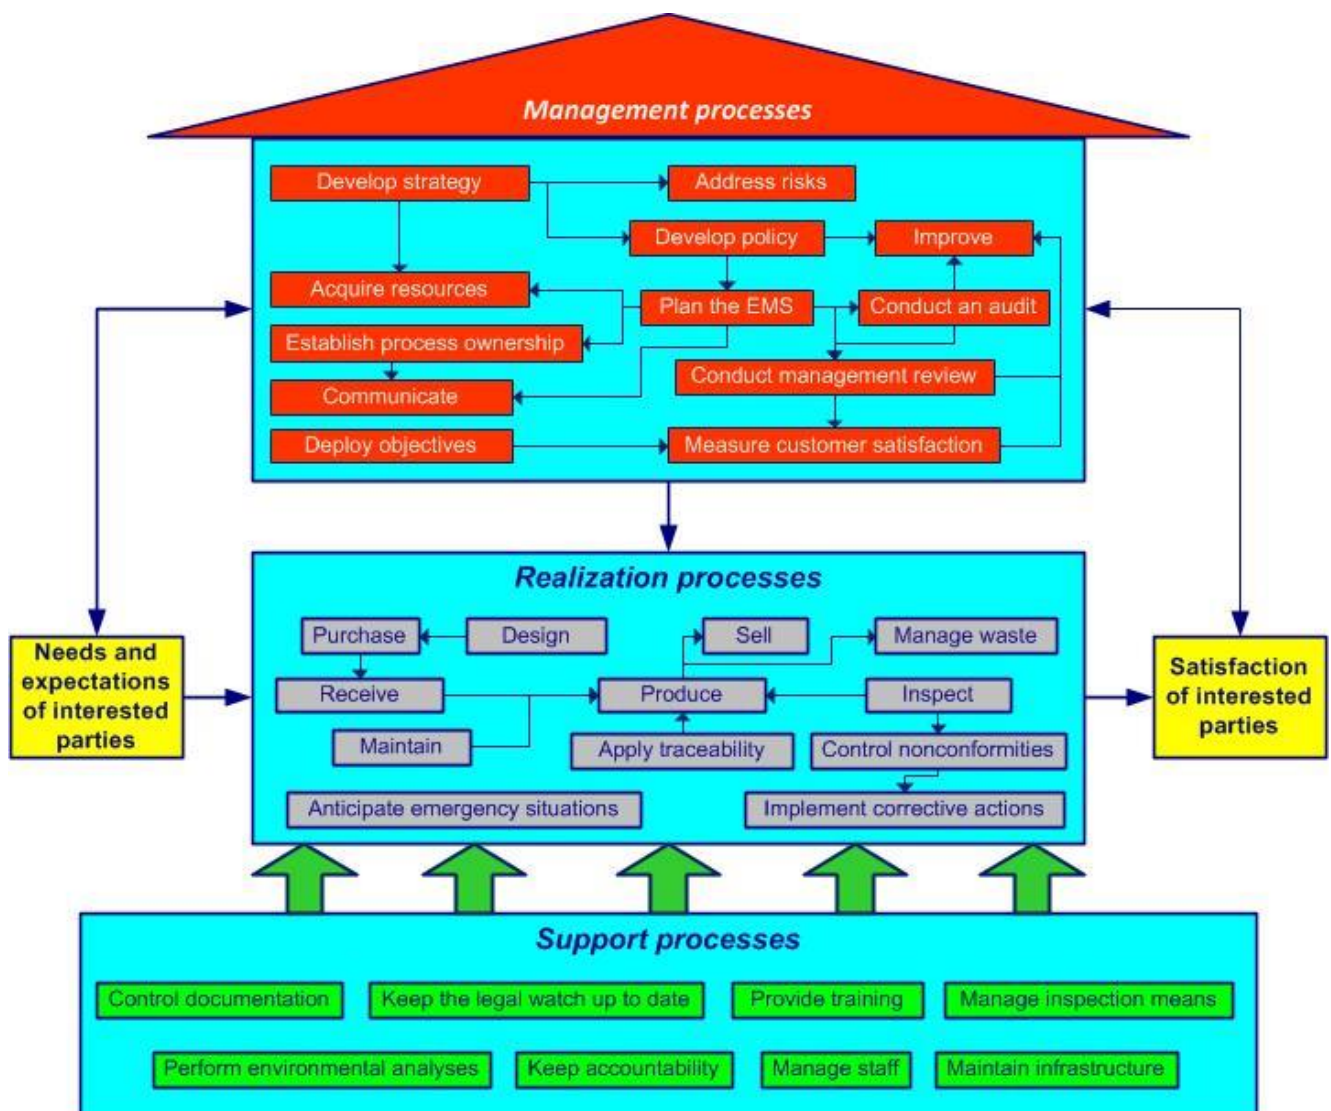 Management processes
Develop strategy
Address risks
Develop policy
Improve
Acquire resources
Plan the EMS
Conduct an audit
Establish process ownership
Conduct management review
Communicate
Deploy objectives
Measure customer satisfaction
Realization processes
Purchase
Design
Sell
Manage waste
Needs and
expectations
of interested
parties
Receive
Produce
Inspect
Satisfaction
of interested
parties
Maintain
Apply traceability
Control nonconformities
Anticipate emergency situations
Implement corrective actions
Support processes
Control documentation
Keep the legal watch up to date
Provide training
Manage inspection means
Perform environmental analyses
Keep accountability
Manage staff
Maintain infrastructure